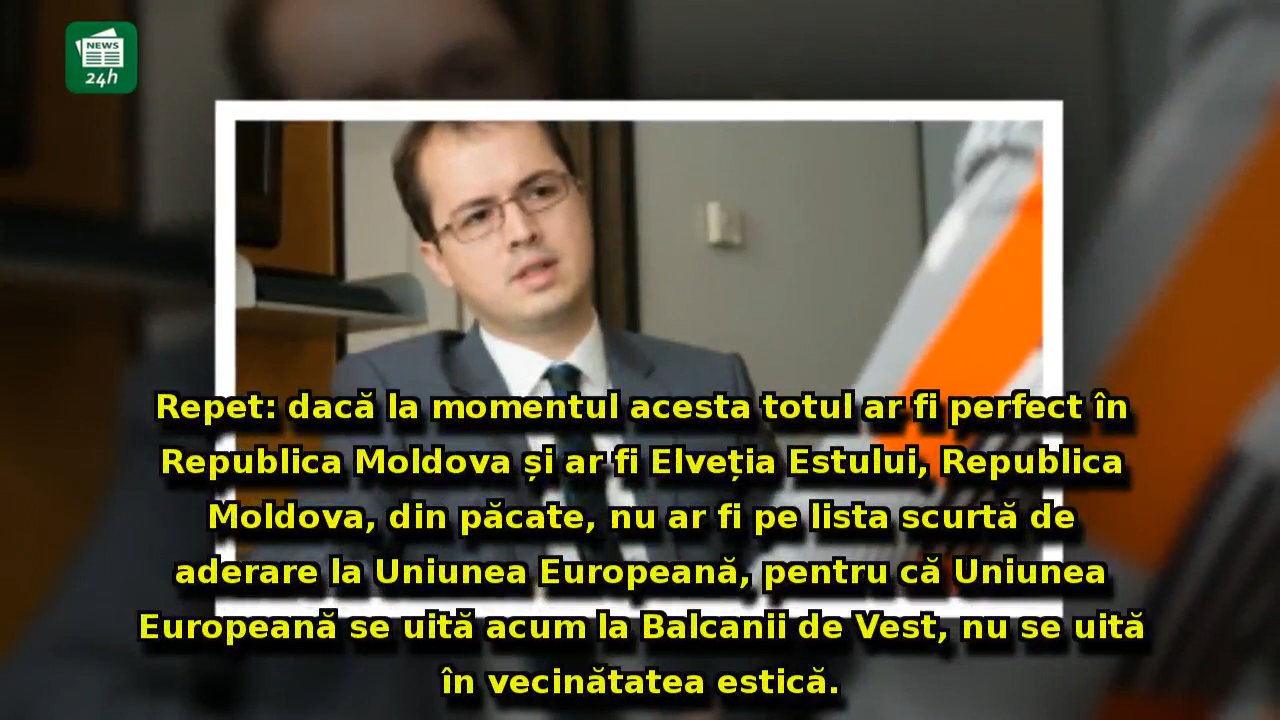 NEWS
24h
Repet: dacă la momentul acesta totul ar fi perfect în
Republica Moldova și ar fi Elveția Estului, Republica
Moldova, din păcate, nu ar fi pe lista scurtă de
aderare la Uniunea Europeană, pentru că Uniunea
Europeană se uită acum la Balcanii de Vest, nu se uită
în vecinătatea estică.